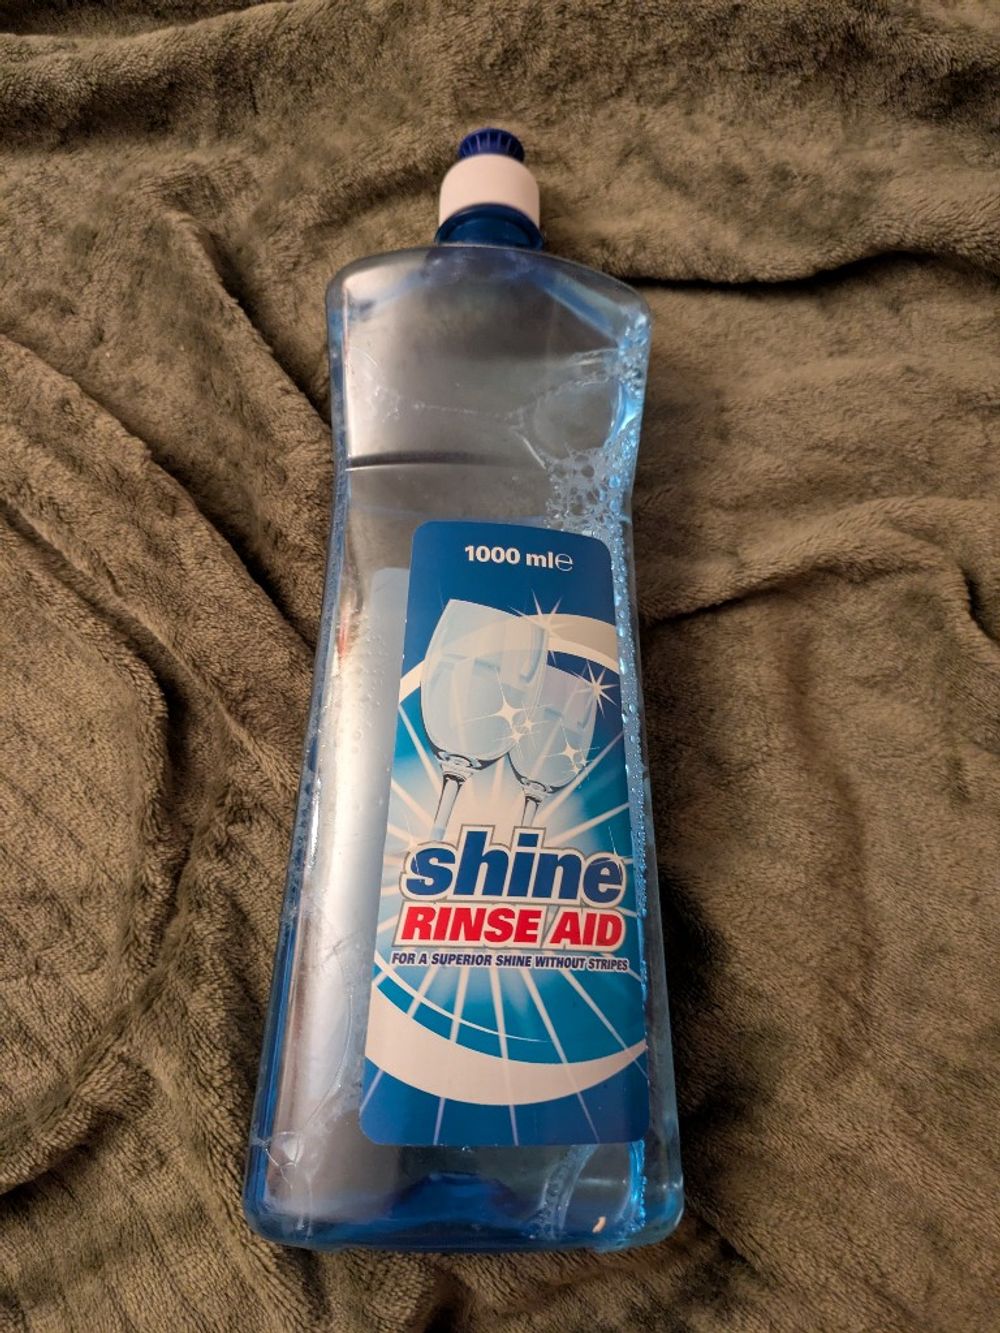 1000 ml℮
shine
RINSE AID
FOR A SUPERIOR SHINE WITHOUT STRIPES